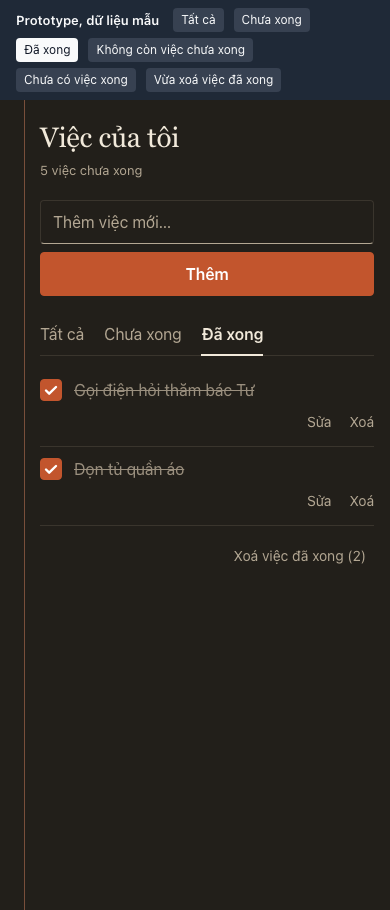 Prototype, dữ liệu mẫu Tất cả Chưa xong
Đã xong Không còn việc chưa xong
Chưa có việc xong Vừa xoá việc đã xong
Việc của tôi
5 việc chưa xong
Thêm việc mới...
Thêm
Tất cả Chưa xong Đã xong
Gọi điện hỏi thăm bác Tư
Sửa Xoá
Dọn tủ quần áo
Sửa Xoá
Xoá việc đã xong (2)